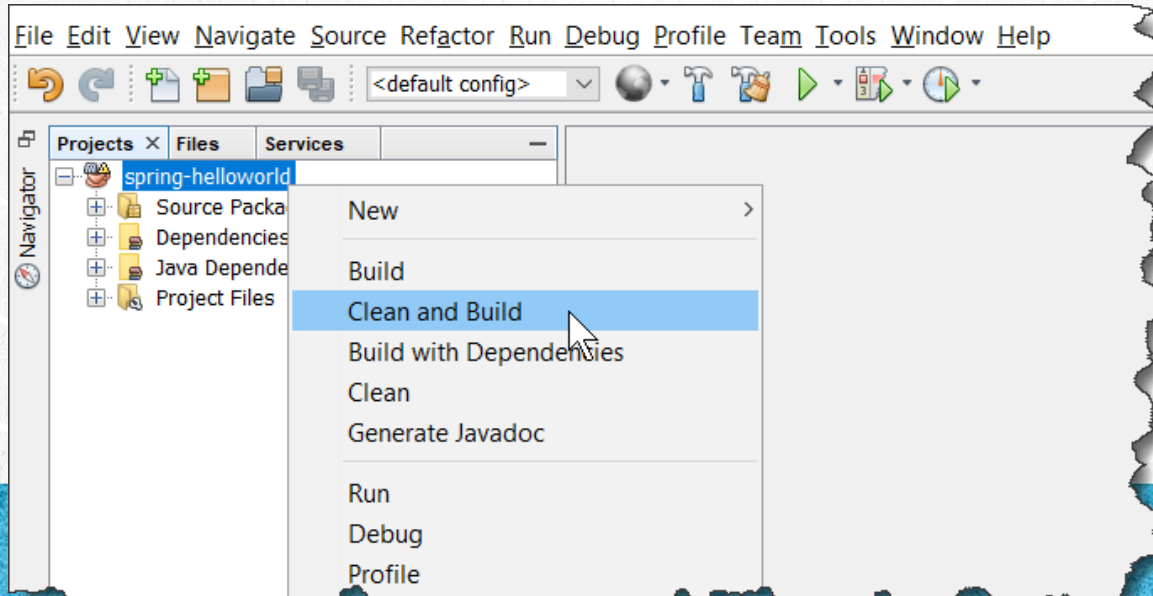 File Edit View Navigate Source Refactor Run Debug Profile Team Tools Window Help
<default config>
Projects Files Services
Navigator
spring-helloworld
Source Packa
Dependencies
Java Depende
Project Files
New
Build
Clean and Build
Build with Dependencies
Clean
Generate Javadoc
Run
Debug
Profile